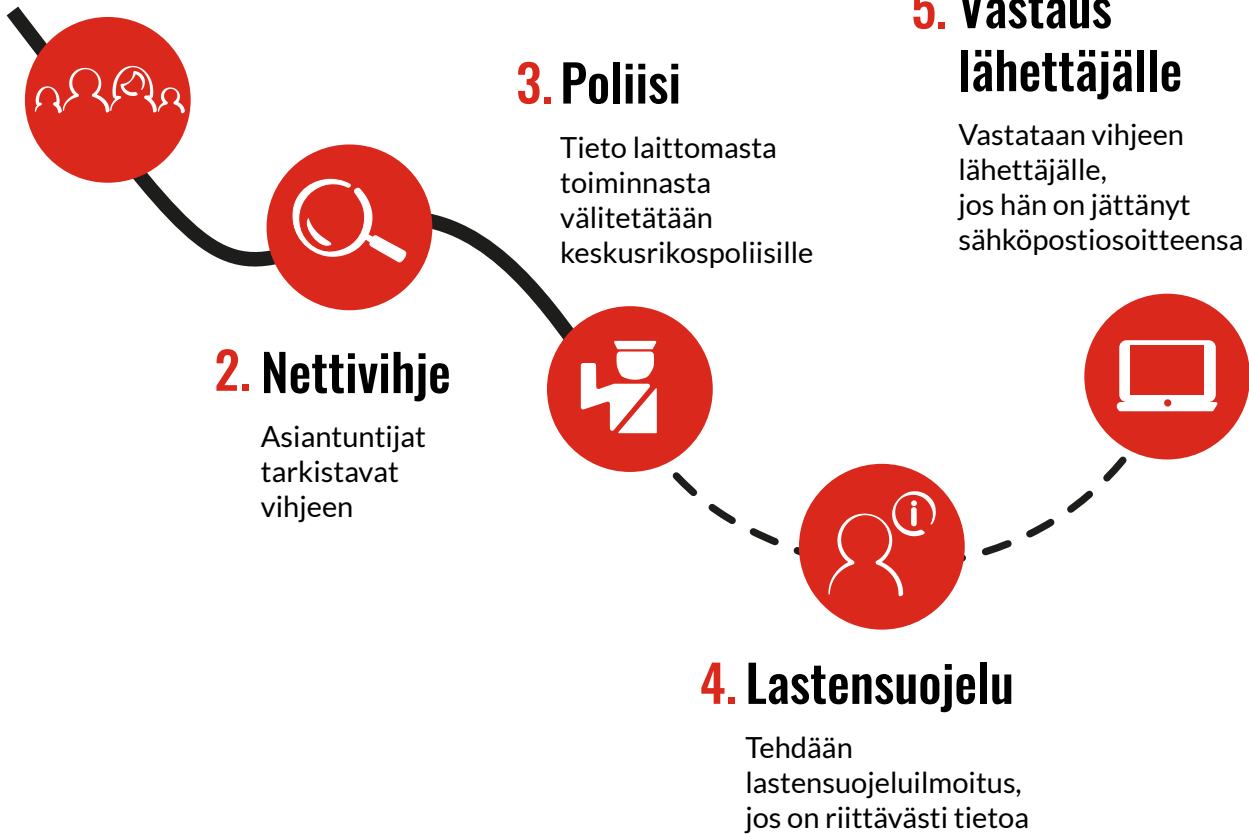 2. Nettivihje
Asiantuntijat
tarkistavat
vihjeen
3. Poliisi
Tieto laittomasta
toiminnasta
välitetätään
keskusrikospoliisille
4. Lastensuojelu
Tehdään
lastensuojeluilmoitus,
jos on riittävästi tietoa
5. Vastaus
lähettäjälle
Vastataan vihjeen
lähettäjälle,
jos hän on jättänyt
sähköpostiosoitteensa